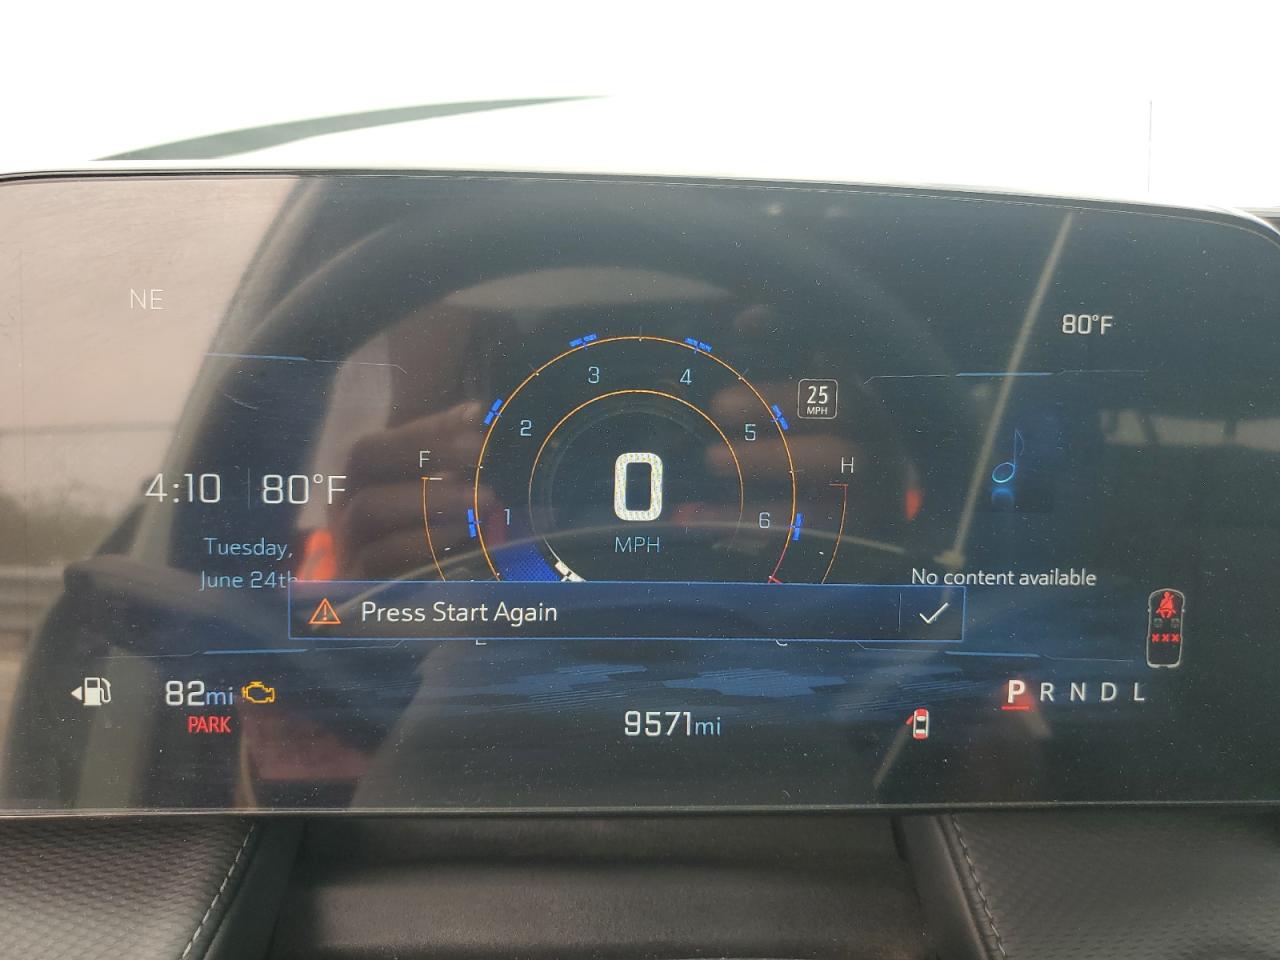 NE
80°F
3
4
25
MPH
2
5
F
H
4:10
80°F
0
1
6
MPH
Tuesday,
June 24th
No content available
Press Start Again
82mi
PARK
P R N D L
9571mi